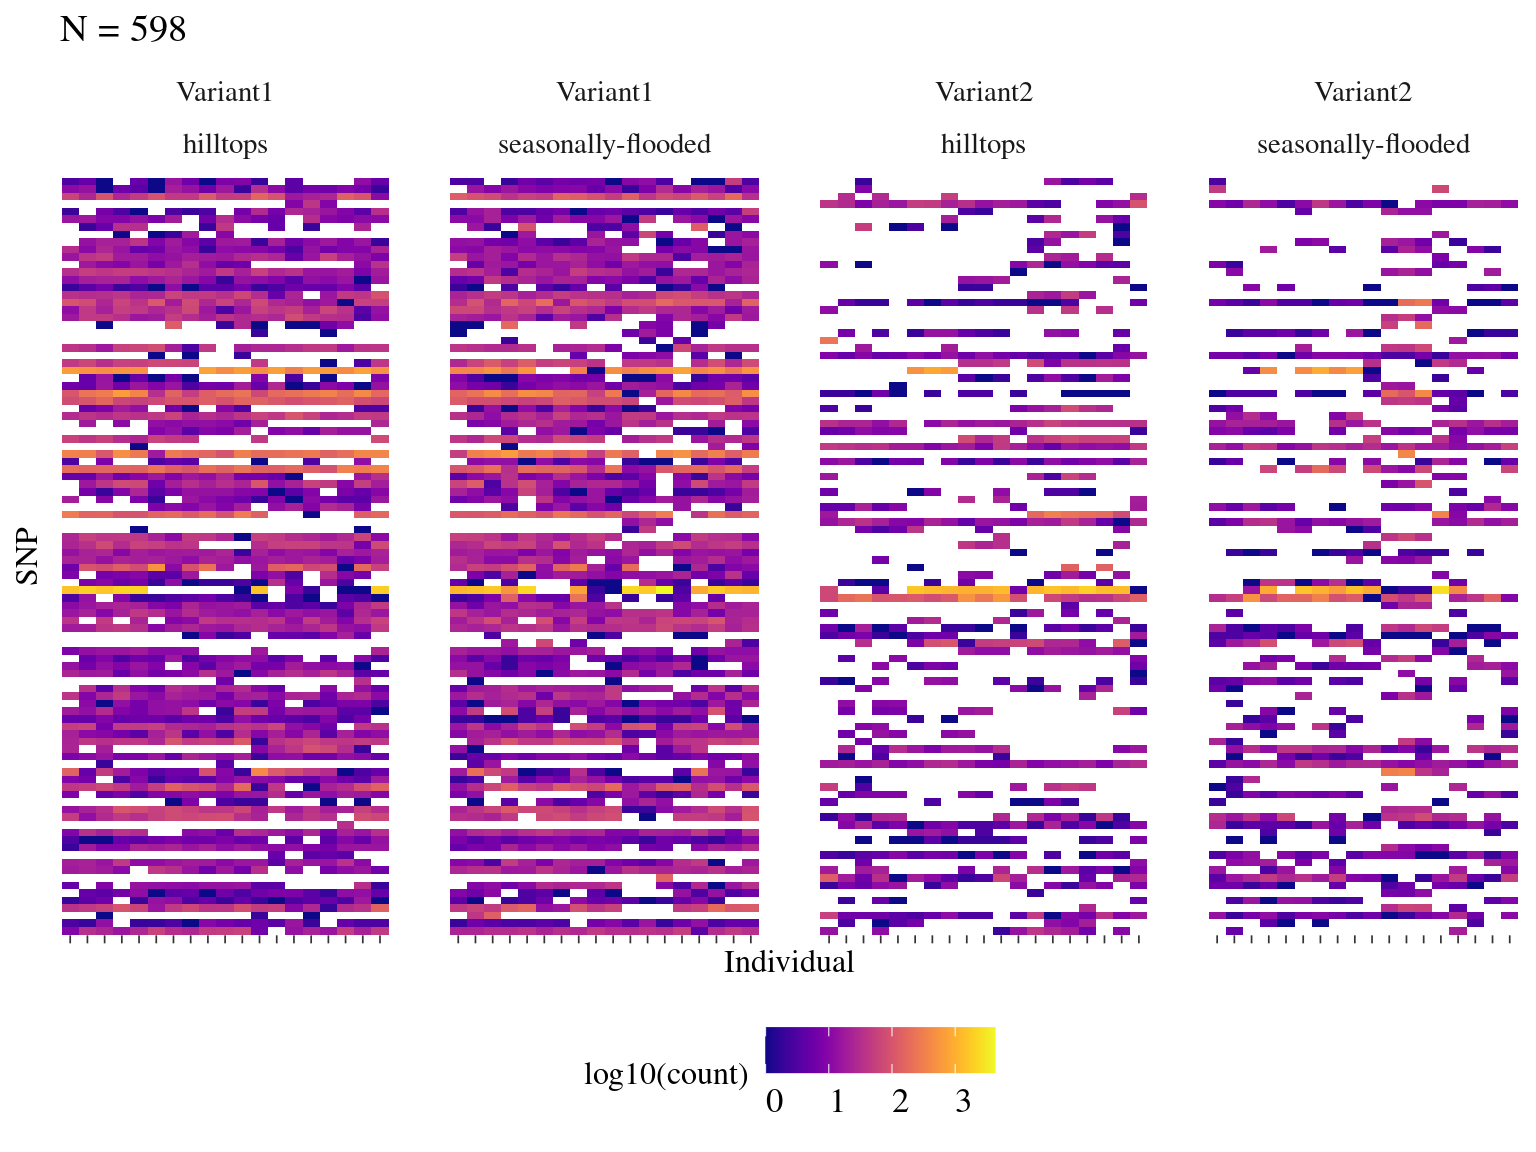 N = 598
Variant1 Variant1 Variant2 Variant2
hilltops seasonally-flooded hilltops seasonally-flooded
SNP
Individual
log10(count)
0 1 2 3